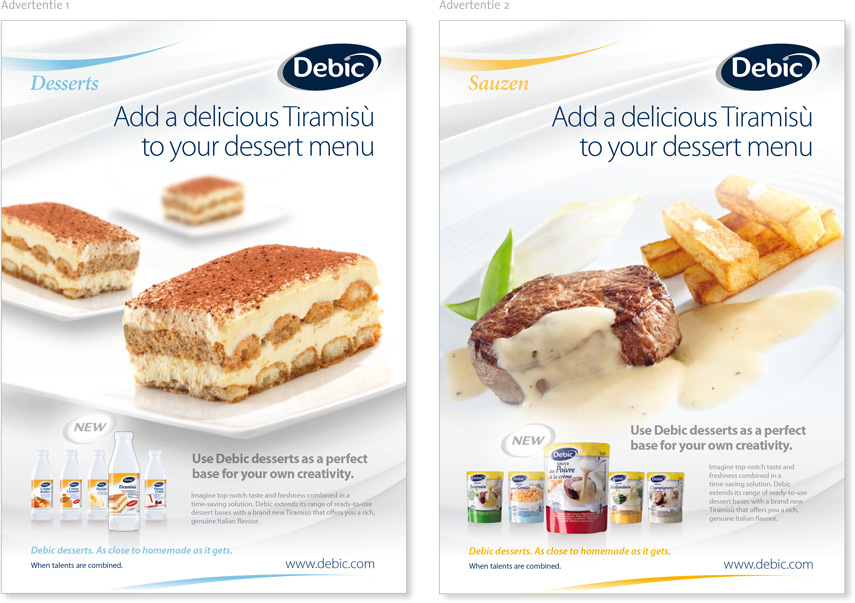 Advertentie 1
Desserts
Debic
Add a delicious Tiramisù
to your dessert menu
NEW
Tiramisu
Use Debic desserts as a perfect
base for your own creativity.
Imagine top-notch taste and freshness combined in a
time-saving solution. Debic extends its range of ready-to-use
dessert bases with a brand new Tiramisù that offers you a rich,
genuine Italian flavour.
Debic desserts. As close to homemade as it gets.
When talents are combined.
www.debic.com
Advertentie 2
Sauzen
Debic
Add a delicious Tiramisù
to your dessert menu
NEW
Debic
sauce
au Poivre
à la crème
Use Debic desserts as a perfect
base for your own creativity.
Imagine top-notch taste and
freshness combined in a
time-saving solution. Debic
extends its range of ready-to-use
dessert bases with a brand new
Tiramisù that offers you a rich,
genuine Italian flavour.
Debic desserts. As close to homemade as it gets.
When talents are combined.
www.debic.com